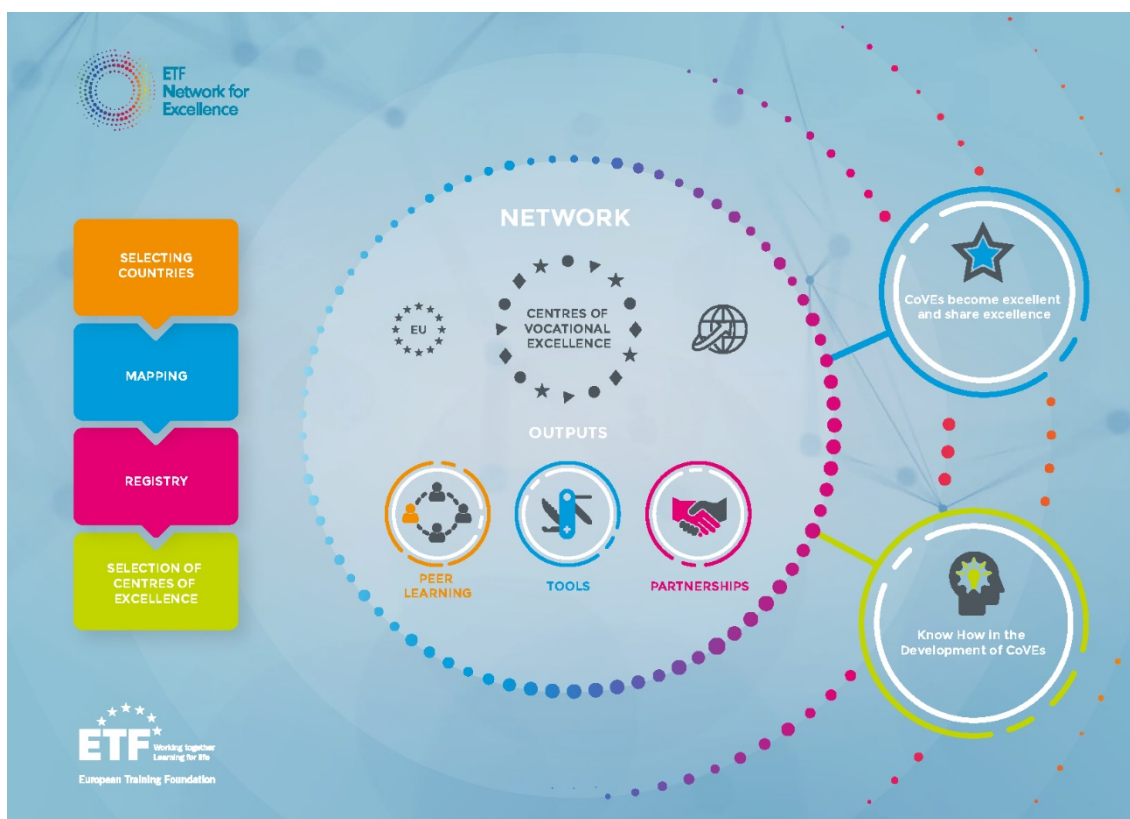 ETF
Network for
Excellence
SELECTING
COUNTRIES
MAPPING
REGISTRY
SELECTION OF
CENTRES OF
EXCELLENCE
NETWORK
EU
CENTRES OF
VOCATIONAL
EXCELLENCE
OUTPUTS
PEER
LEARNING
TOOLS
PARTNERSHIPS
CoVEs become excellent
and share excellence
Know How in the
Development of CoVEs
ETF
Working together
Learning for life
European Training Foundation